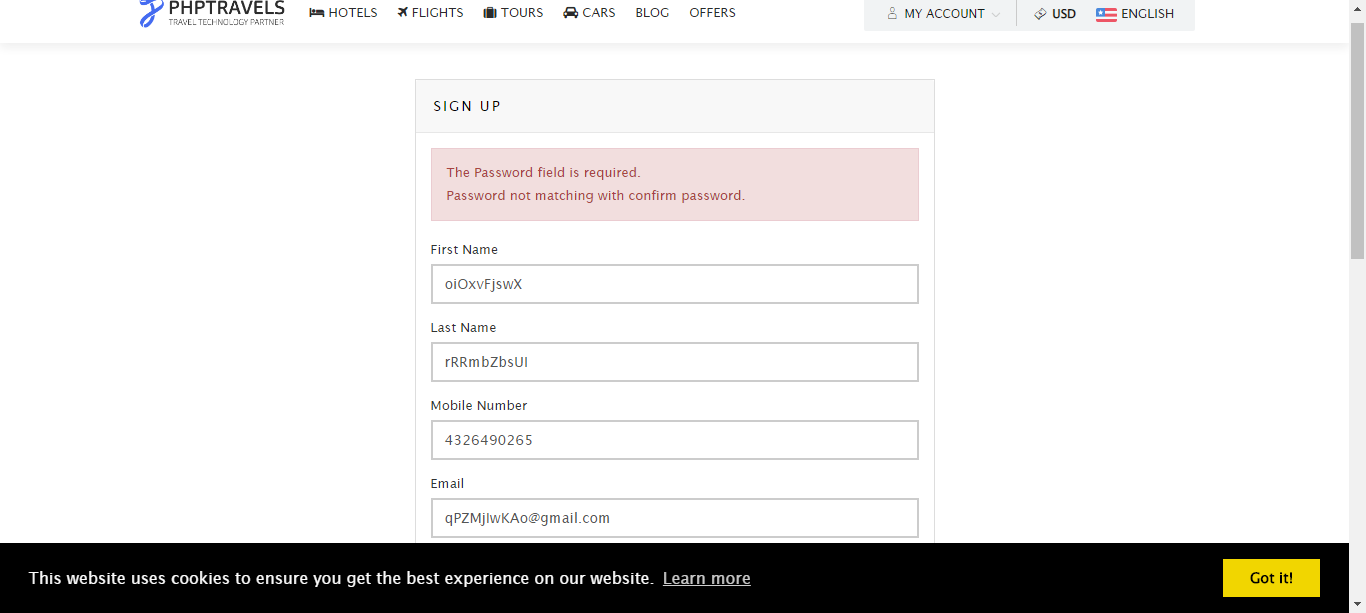 PHPTRAVELS
TRAVEL TECHNOLOGY PARTNER
HOTELS FLIGHTS TOURS CARS BLOG OFFERS
MY ACCOUNT USD ENGLISH
SIGN UP
The Password field is required.
Password not matching with confirm password.
First Name
oiOxvFjswX
Last Name
rRRmbZbsUI
Mobile Number
4326490265
Email
qPZMjIwKAo@gmail.com
This website uses cookies to ensure you get the best experience on our website. Learn more
Got it!